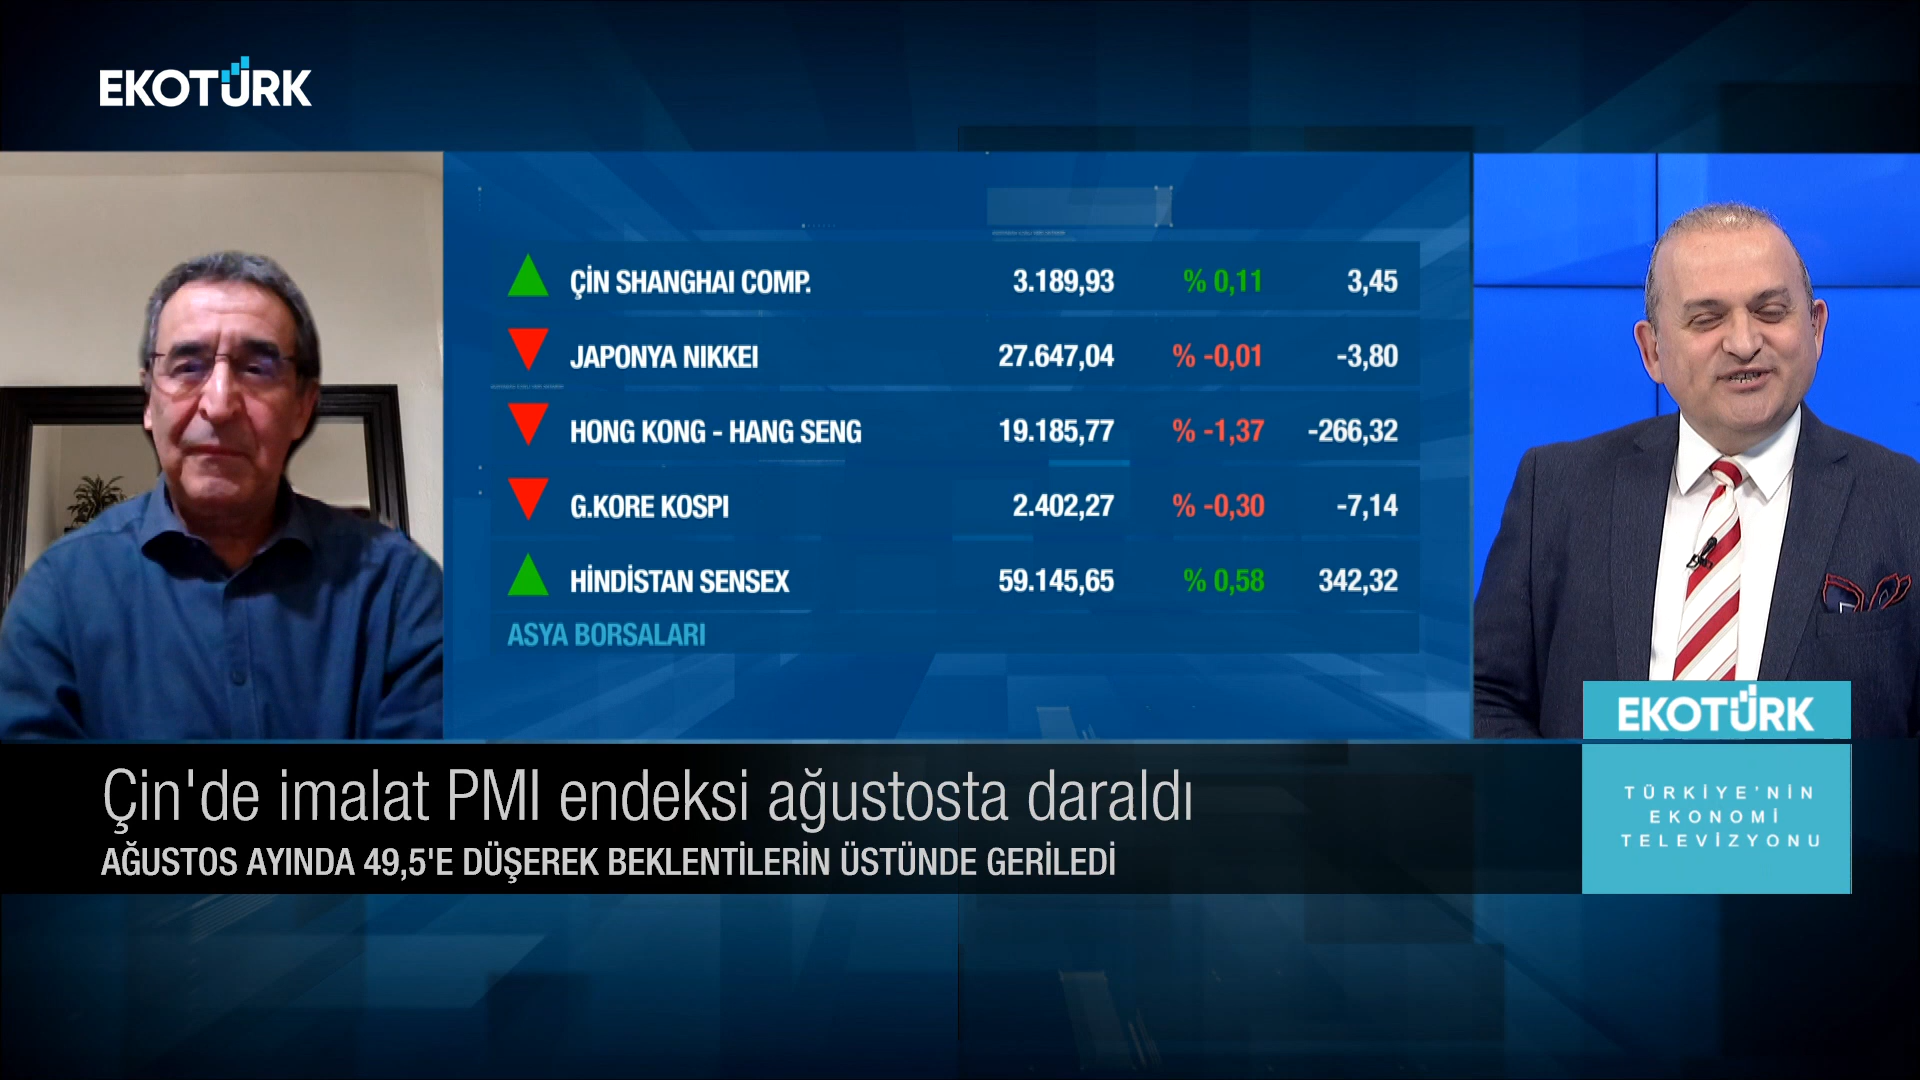 EKOTÜRK
ÇİN SHANGHAI COMP. 3.189,93 % 0,11 3,45
JAPONYA NIKKEI 27.647,04 % -0,01 -3,80
HONG KONG - HANG SENG 19.185,77 % -1,37 -266,32
G.KORE KOSPI 2.402,27 % -0,30 -7,14
HİNDİSTAN SENSEX 59.145,65 % 0,58 342,32
ASYA BORSALARI
EKOTÜRK
TÜRKİYE'NİN
EKONOMİ
TELEVİZYONU
Çin'de imalat PMI endeksi ağustosta daraldı
AĞUSTOS AYINDA 49,5'E DÜŞEREK BEKLENTİLERİN ÜSTÜNDE GERİLEDİ